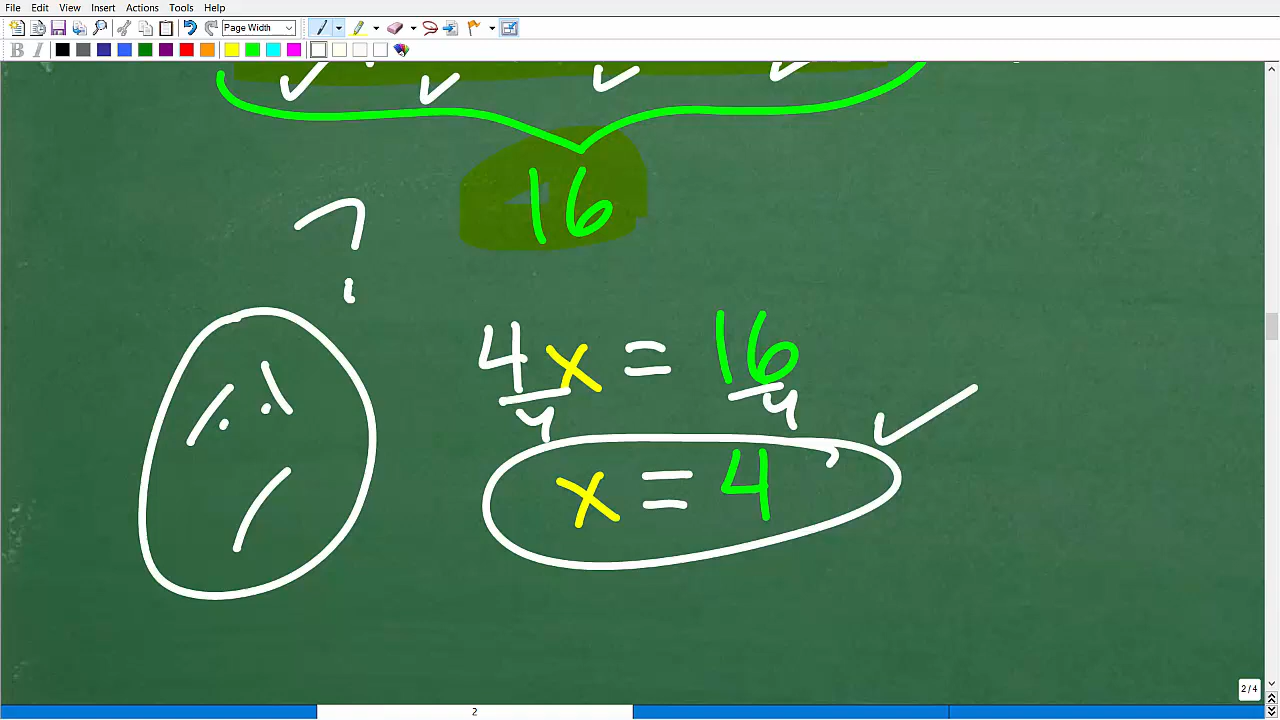 File Edit View Insert Actions Tools Help
Page Width
B I
16
?
4x = 16
4 4
x = 4
2 / 4
2